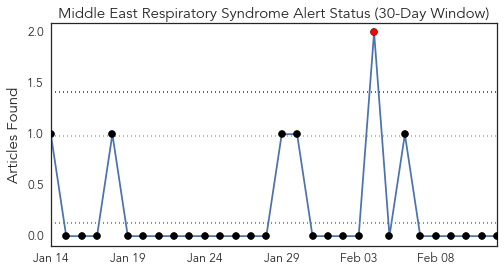 Middle East Respiratory Syndrome Alert Status (30-Day Window)
2.0
1.5
1.0
0.5
0.0
Articles Found
Jan 14 Jan 19 Jan 24 Jan 29 Feb 03 Feb 08